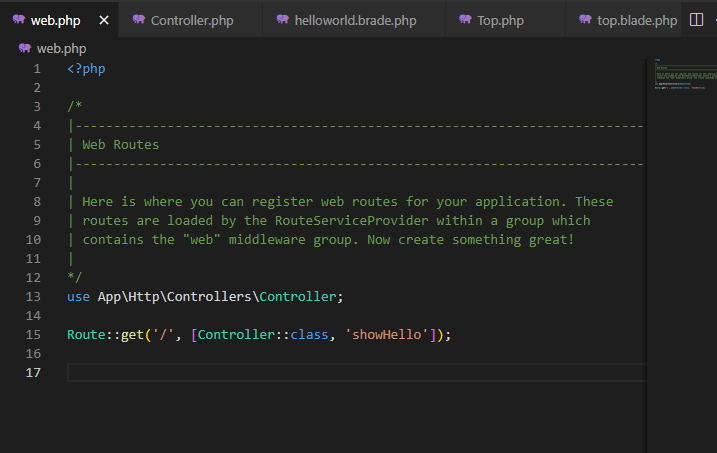 web.php
Controller.php
helloworld.brade.php
Top.php
top.blade.php
web.php
1 <?php
2
3 /*
4 |--------------------------------------------------------------------------
5 | Web Routes
6 |--------------------------------------------------------------------------
7 |
8 | Here is where you can register web routes for your application. These
9 | routes are loaded by the RouteServiceProvider within a group which
10 | contains the "web" middleware group. Now create something great!
11 |
12 */
13 use App\Http\Controllers\Controller;
14
15 Route::get('/', [Controller::class, 'showHello']);
16
17